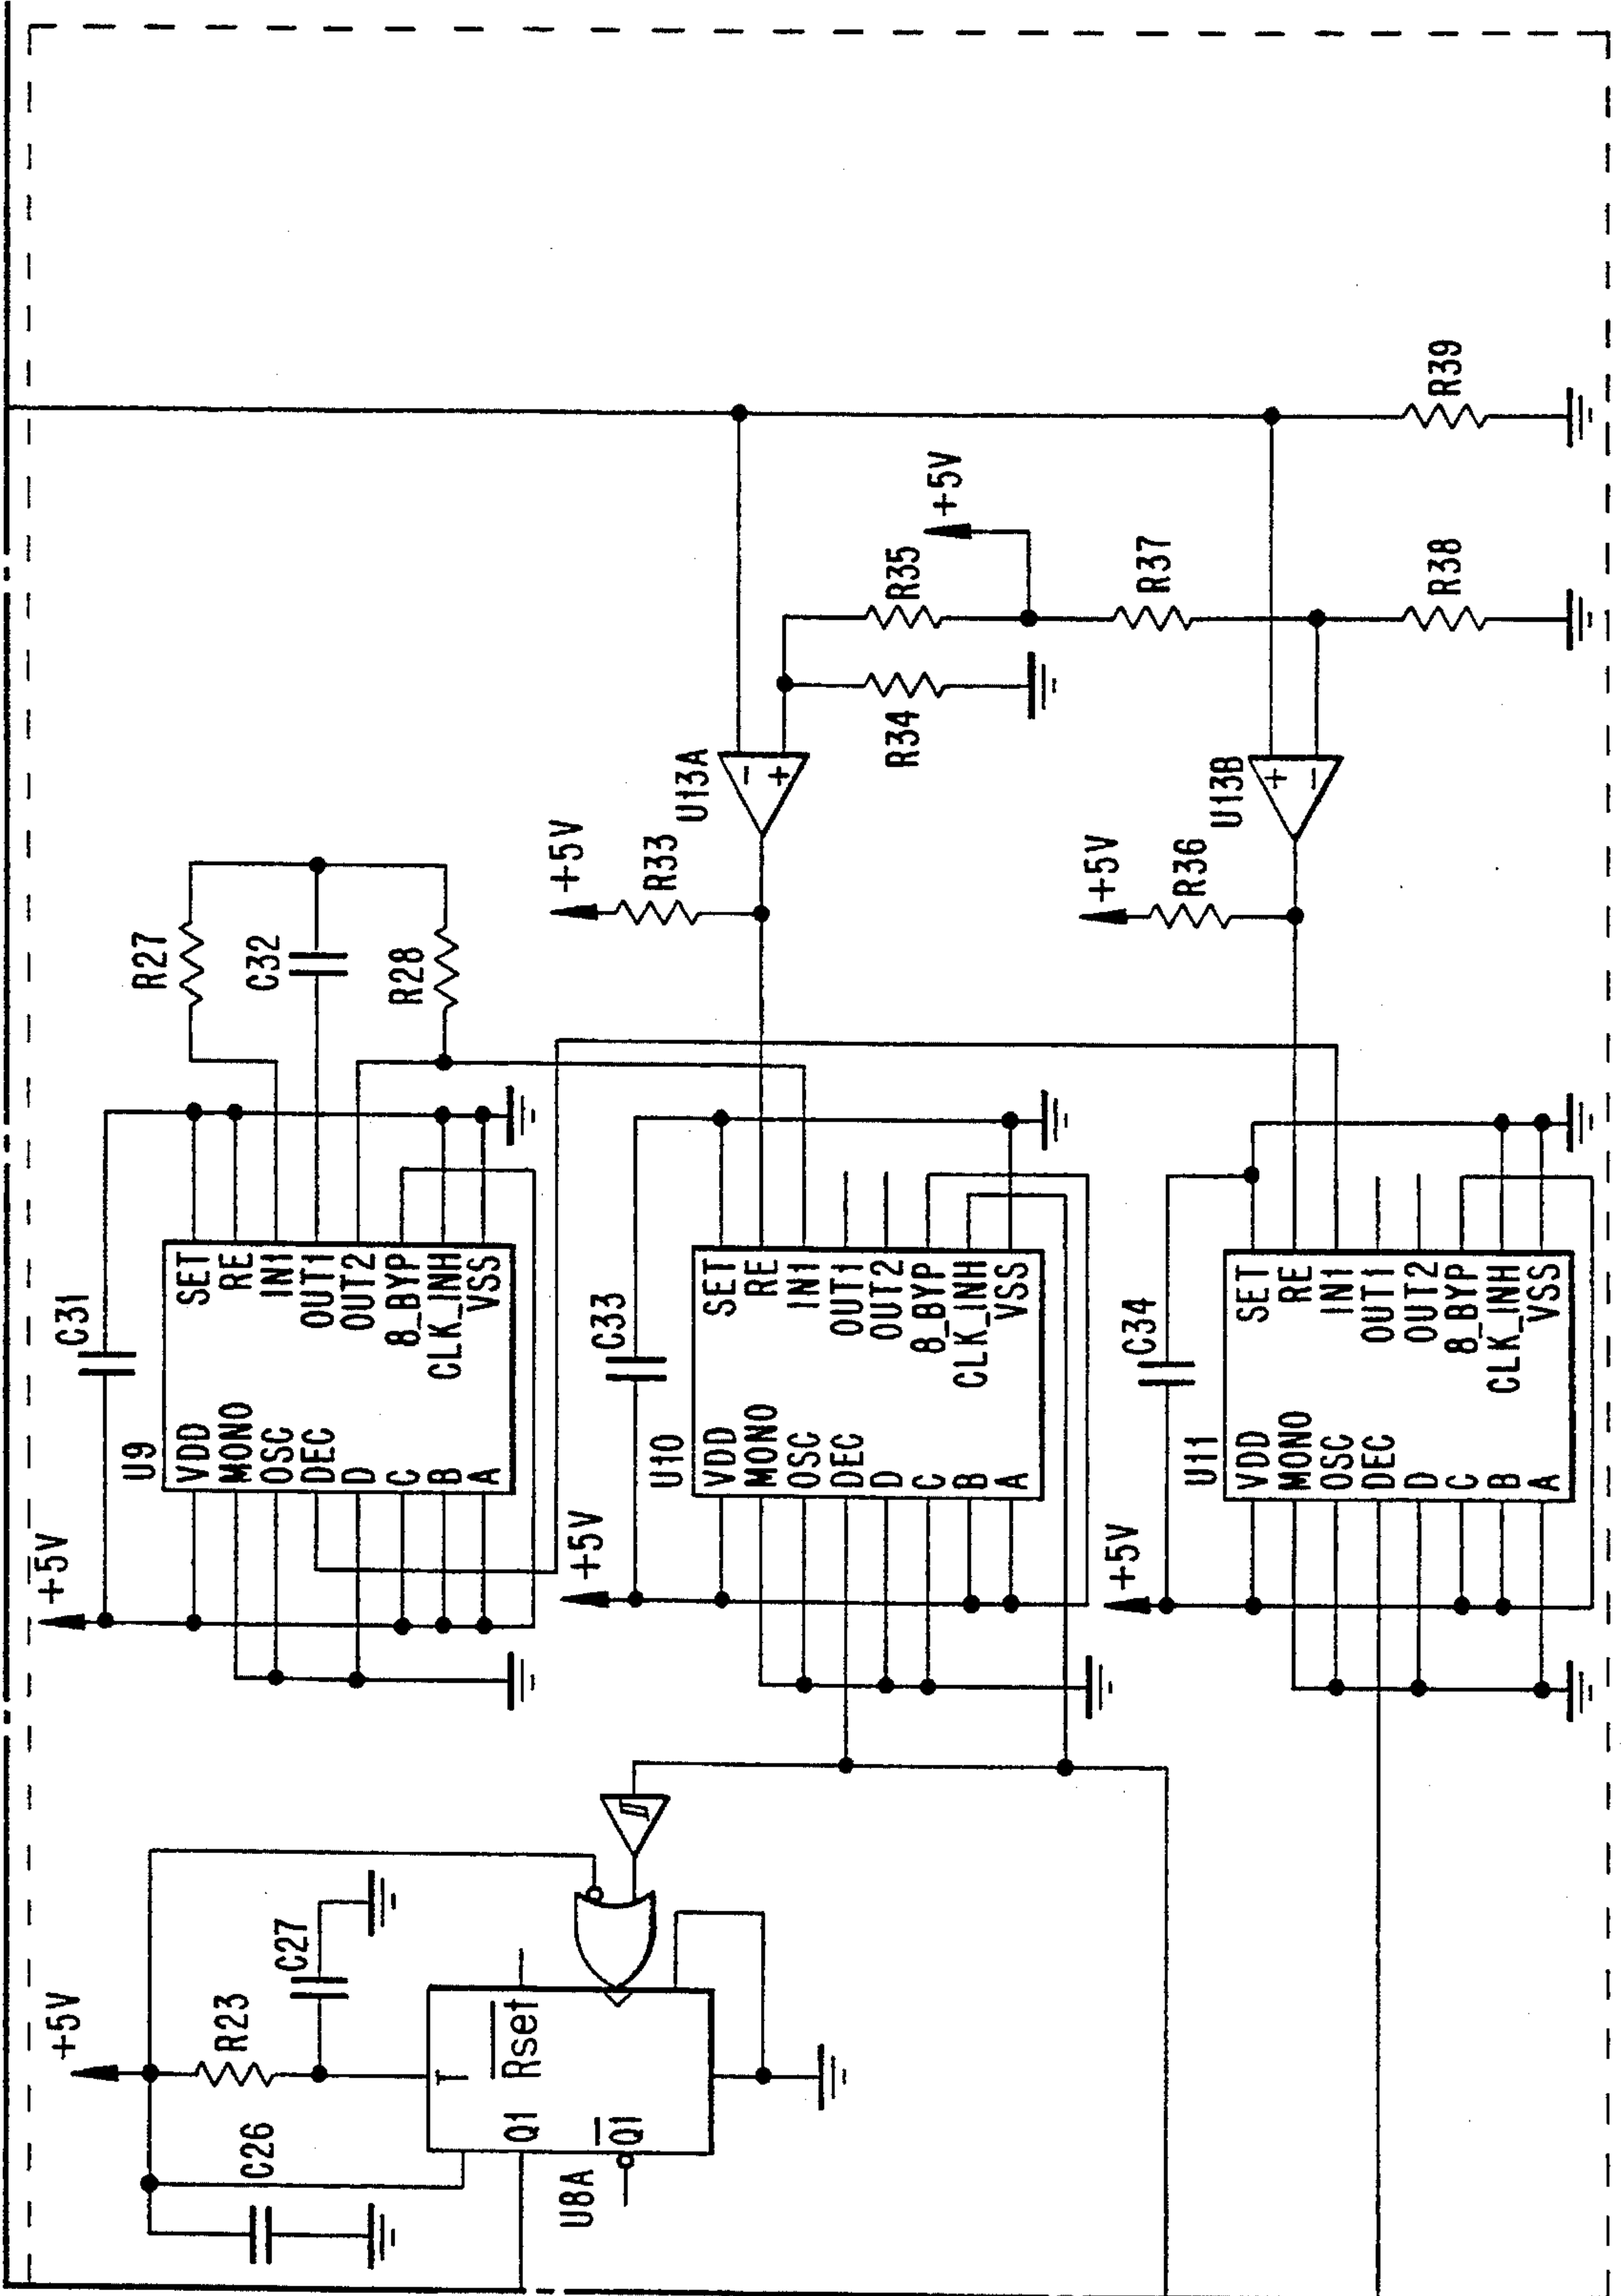 +5V
C31
U9
VDD
MONO
OSC
DEC
D
C
B
A
SET
RE
IN1
OUT1
OUT2
8_BYP
CLK_INH
VSS
R27
C32
R28
+5V
C33
U10
VDD
MONO
OSC
DEC
D
C
B
A
SET
RE
IN1
OUT1
OUT2
8_BYP
CLK_INH
VSS
+5V
R33
U13A
-
+
R34
R35
+5V
+5V
C34
U11
VDD
MONO
OSC
DEC
D
C
B
A
SET
RE
IN1
OUT1
OUT2
8_BYP
CLK_INH
VSS
+5V
R36
U13B
+
-
R37
R38
R39
+5V
C26
R23
C27
T
Rset
Q1
Q1
U8A